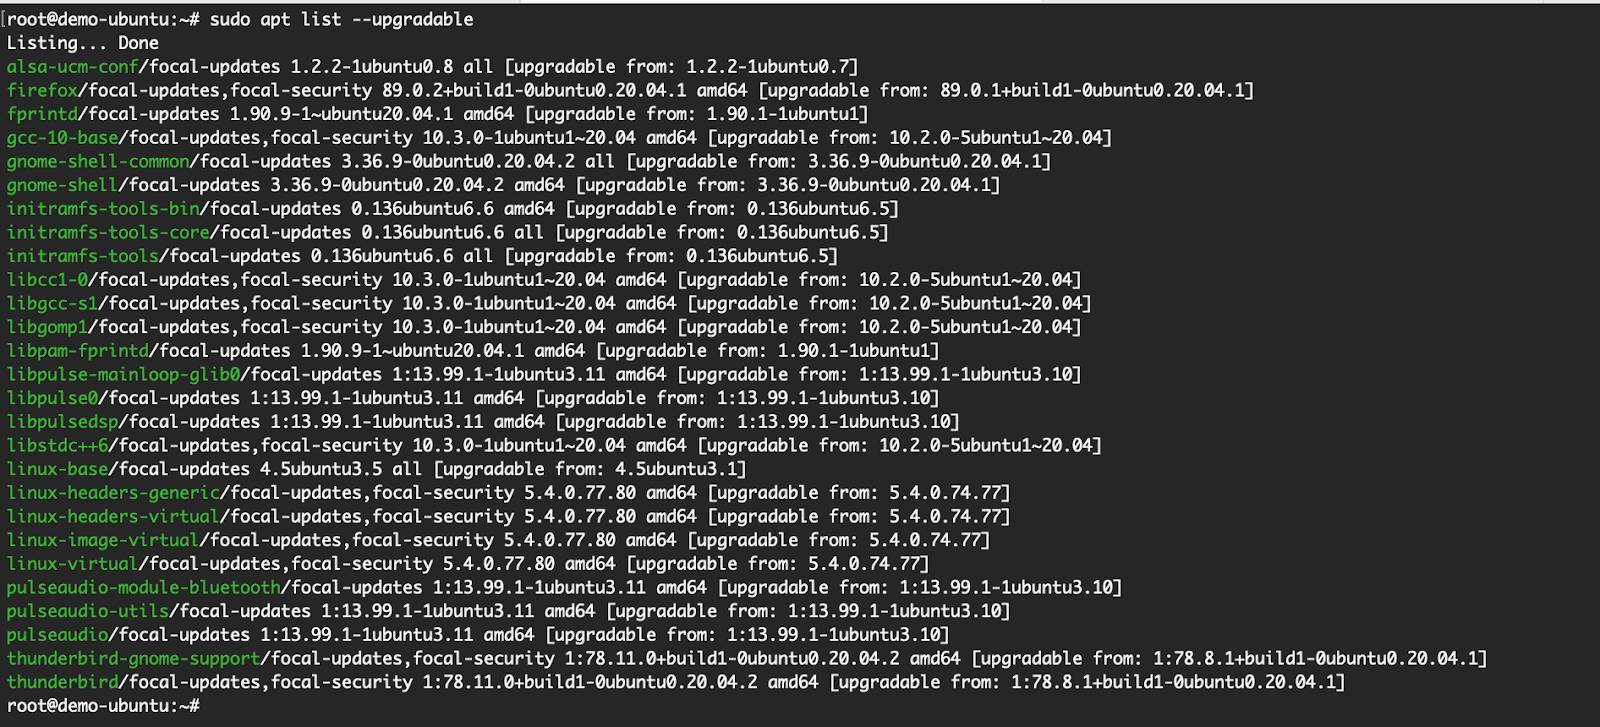 [root@demo-ubuntu:~# sudo apt list --upgradable
Listing... Done
alsa-ucm-conf/focal-updates 1.2.2-1ubuntu0.8 all [upgradable from: 1.2.2-1ubuntu0.7]
firefox/focal-updates,focal-security 89.0.2+build1-0ubuntu0.20.04.1 amd64 [upgradable from: 89.0.1+build1-0ubuntu0.20.04.1]
fprintd/focal-updates 1.90.9-1~ubuntu20.04.1 amd64 [upgradable from: 1.90.1-1ubuntu1]
gcc-10-base/focal-updates,focal-security 10.3.0-1ubuntu1~20.04 amd64 [upgradable from: 10.2.0-5ubuntu1~20.04]
gnome-shell-common/focal-updates 3.36.9-0ubuntu0.20.04.2 all [upgradable from: 3.36.9-0ubuntu0.20.04.1]
gnome-shell/focal-updates 3.36.9-0ubuntu0.20.04.2 amd64 [upgradable from: 3.36.9-0ubuntu0.20.04.1]
initramfs-tools-bin/focal-updates 0.136ubuntu6.6 amd64 [upgradable from: 0.136ubuntu6.5]
initramfs-tools-core/focal-updates 0.136ubuntu6.6 all [upgradable from: 0.136ubuntu6.5]
initramfs-tools/focal-updates 0.136ubuntu6.6 all [upgradable from: 0.136ubuntu6.5]
libcc1-0/focal-updates,focal-security 10.3.0-1ubuntu1~20.04 amd64 [upgradable from: 10.2.0-5ubuntu1~20.04]
libgcc-s1/focal-updates,focal-security 10.3.0-1ubuntu1~20.04 amd64 [upgradable from: 10.2.0-5ubuntu1~20.04]
libgomp1/focal-updates,focal-security 10.3.0-1ubuntu1~20.04 amd64 [upgradable from: 10.2.0-5ubuntu1~20.04]
libpam-fprintd/focal-updates 1.90.9-1~ubuntu20.04.1 amd64 [upgradable from: 1.90.1-1ubuntu1]
libpulse-mainloop-glib0/focal-updates 1:13.99.1-1ubuntu3.11 amd64 [upgradable from: 1:13.99.1-1ubuntu3.10]
libpulse0/focal-updates 1:13.99.1-1ubuntu3.11 amd64 [upgradable from: 1:13.99.1-1ubuntu3.10]
libpulsedsp/focal-updates 1:13.99.1-1ubuntu3.11 amd64 [upgradable from: 1:13.99.1-1ubuntu3.10]
libstdc++6/focal-updates,focal-security 10.3.0-1ubuntu1~20.04 amd64 [upgradable from: 10.2.0-5ubuntu1~20.04]
linux-base/focal-updates 4.5ubuntu3.5 all [upgradable from: 4.5ubuntu3.1]
linux-headers-generic/focal-updates,focal-security 5.4.0.77.80 amd64 [upgradable from: 5.4.0.74.77]
linux-headers-virtual/focal-updates,focal-security 5.4.0.77.80 amd64 [upgradable from: 5.4.0.74.77]
linux-image-virtual/focal-updates,focal-security 5.4.0.77.80 amd64 [upgradable from: 5.4.0.74.77]
linux-virtual/focal-updates,focal-security 5.4.0.77.80 amd64 [upgradable from: 5.4.0.74.77]
pulseaudio-module-bluetooth/focal-updates 1:13.99.1-1ubuntu3.11 amd64 [upgradable from: 1:13.99.1-1ubuntu3.10]
pulseaudio-utils/focal-updates 1:13.99.1-1ubuntu3.11 amd64 [upgradable from: 1:13.99.1-1ubuntu3.10]
pulseaudio/focal-updates 1:13.99.1-1ubuntu3.11 amd64 [upgradable from: 1:13.99.1-1ubuntu3.10]
thunderbird-gnome-support/focal-updates,focal-security 1:78.11.0+build1-0ubuntu0.20.04.2 amd64 [upgradable from: 1:78.8.1+build1-0ubuntu0.20.04.1]
thunderbird/focal-updates,focal-security 1:78.11.0+build1-0ubuntu0.20.04.2 amd64 [upgradable from: 1:78.8.1+build1-0ubuntu0.20.04.1]
root@demo-ubuntu:~#